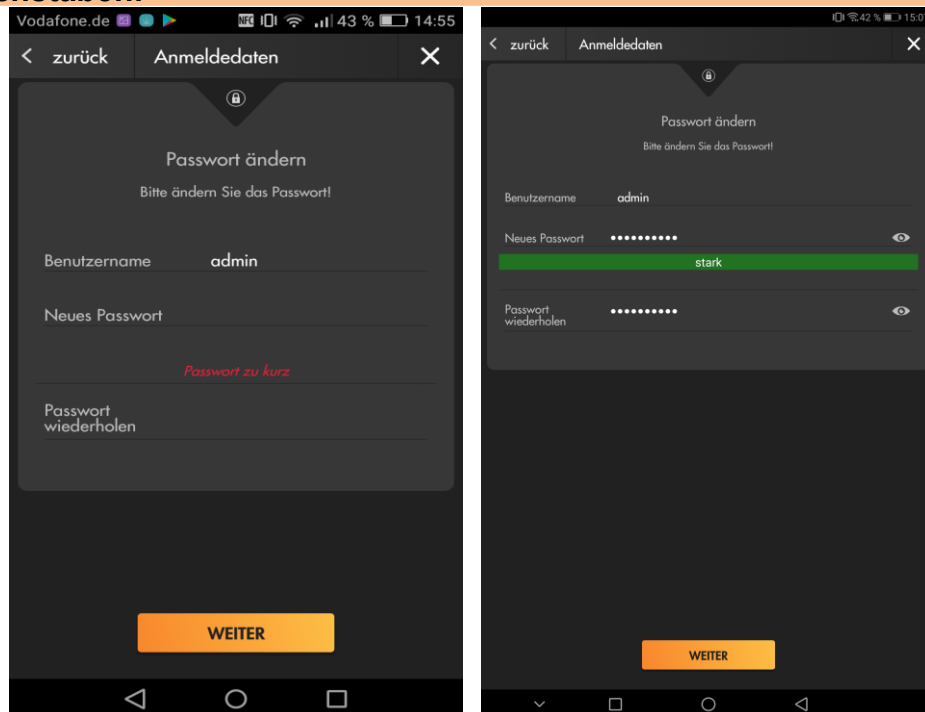 Vodafone.de NFC 43 % 14:55
zurück Anmeldedaten
Passwort ändern
Bitte ändern Sie das Passwort!
Benutzername admin
Neues Passwort
Passwort zu kurz
Passwort
wiederholen
WEITER
42 %
zurück Anmeldedaten
Passwort ändern
Bitte ändern Sie das Passwort!
Benutzername admin
Neues Passwort ••••••••••
stark
Passwort
wiederholen ••••••••••
WEITER